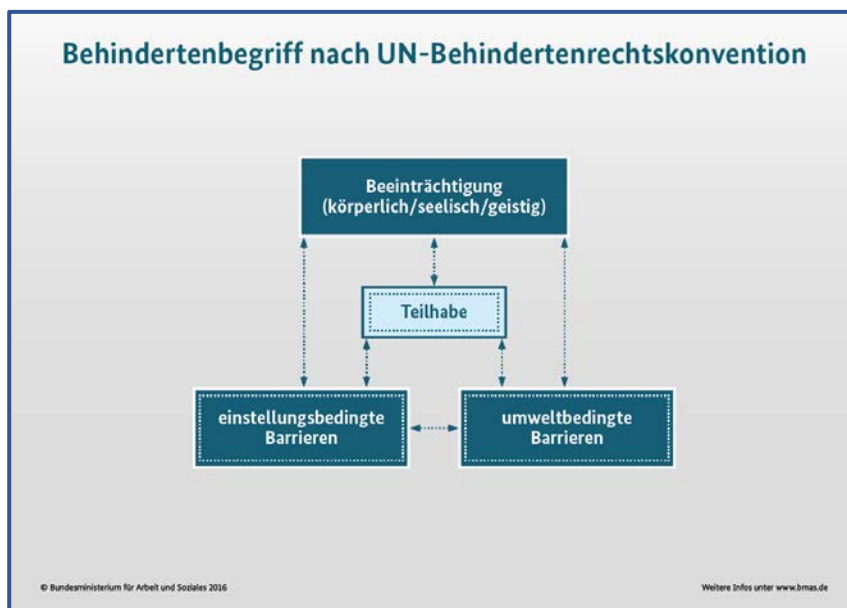 Behindertenbegriff nach UN-Behindertenrechtskonvention
Beeinträchtigung
(körperlich/seelisch/geistig)
Teilhabe
einstellungsbedingte
Barrieren
umweltbedingte
Barrieren
© Bundesministerium für Arbeit und Soziales 2016
Weitere Infos unter www.bmas.de